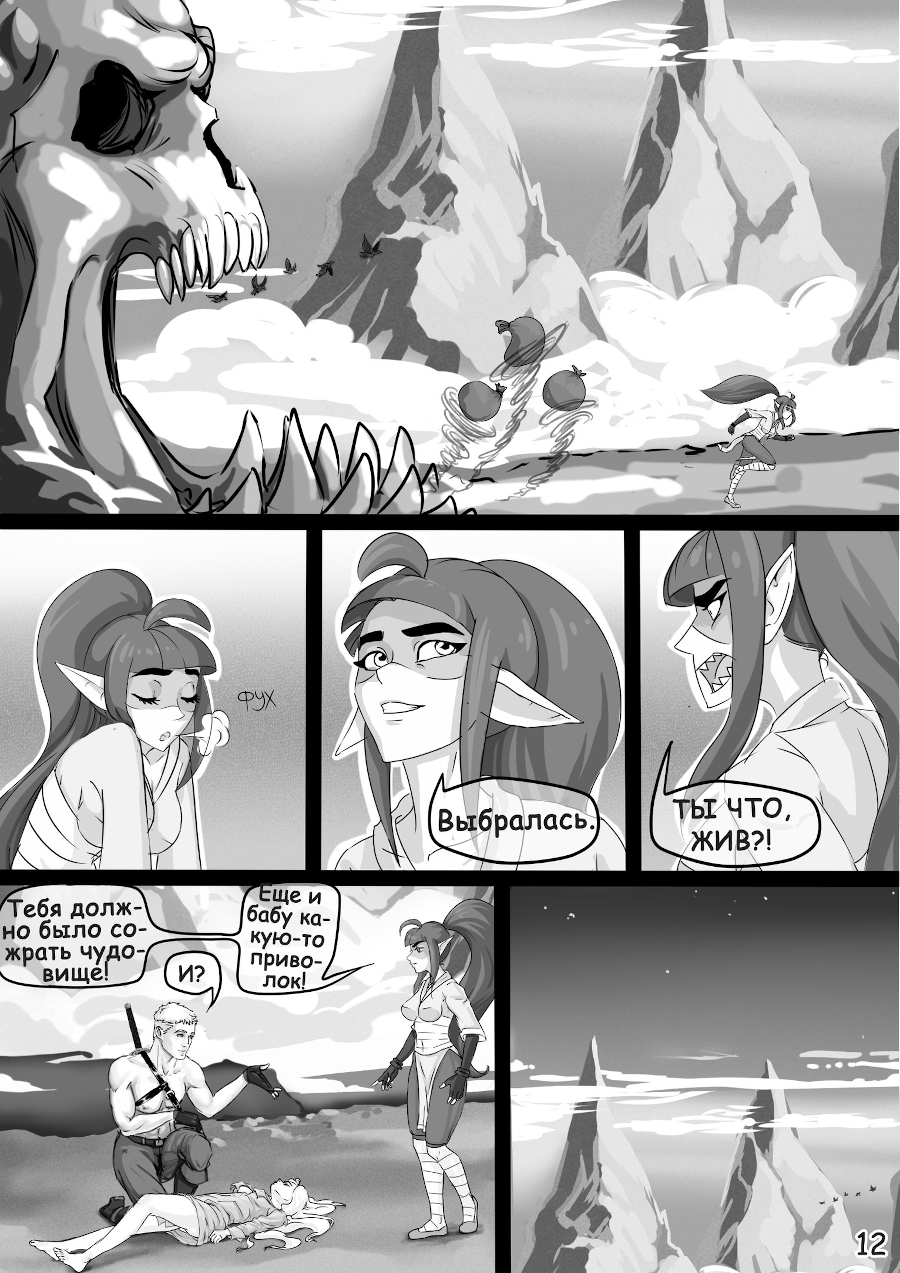 ФУХ
Выбралась.
ТЫ ЧТО,
ЖИВ?!
Тебя долж-
но было со-
жрать чудо-
вище!
И?
Еще и
бабу ка-
кую-то
приво-
лок!
12